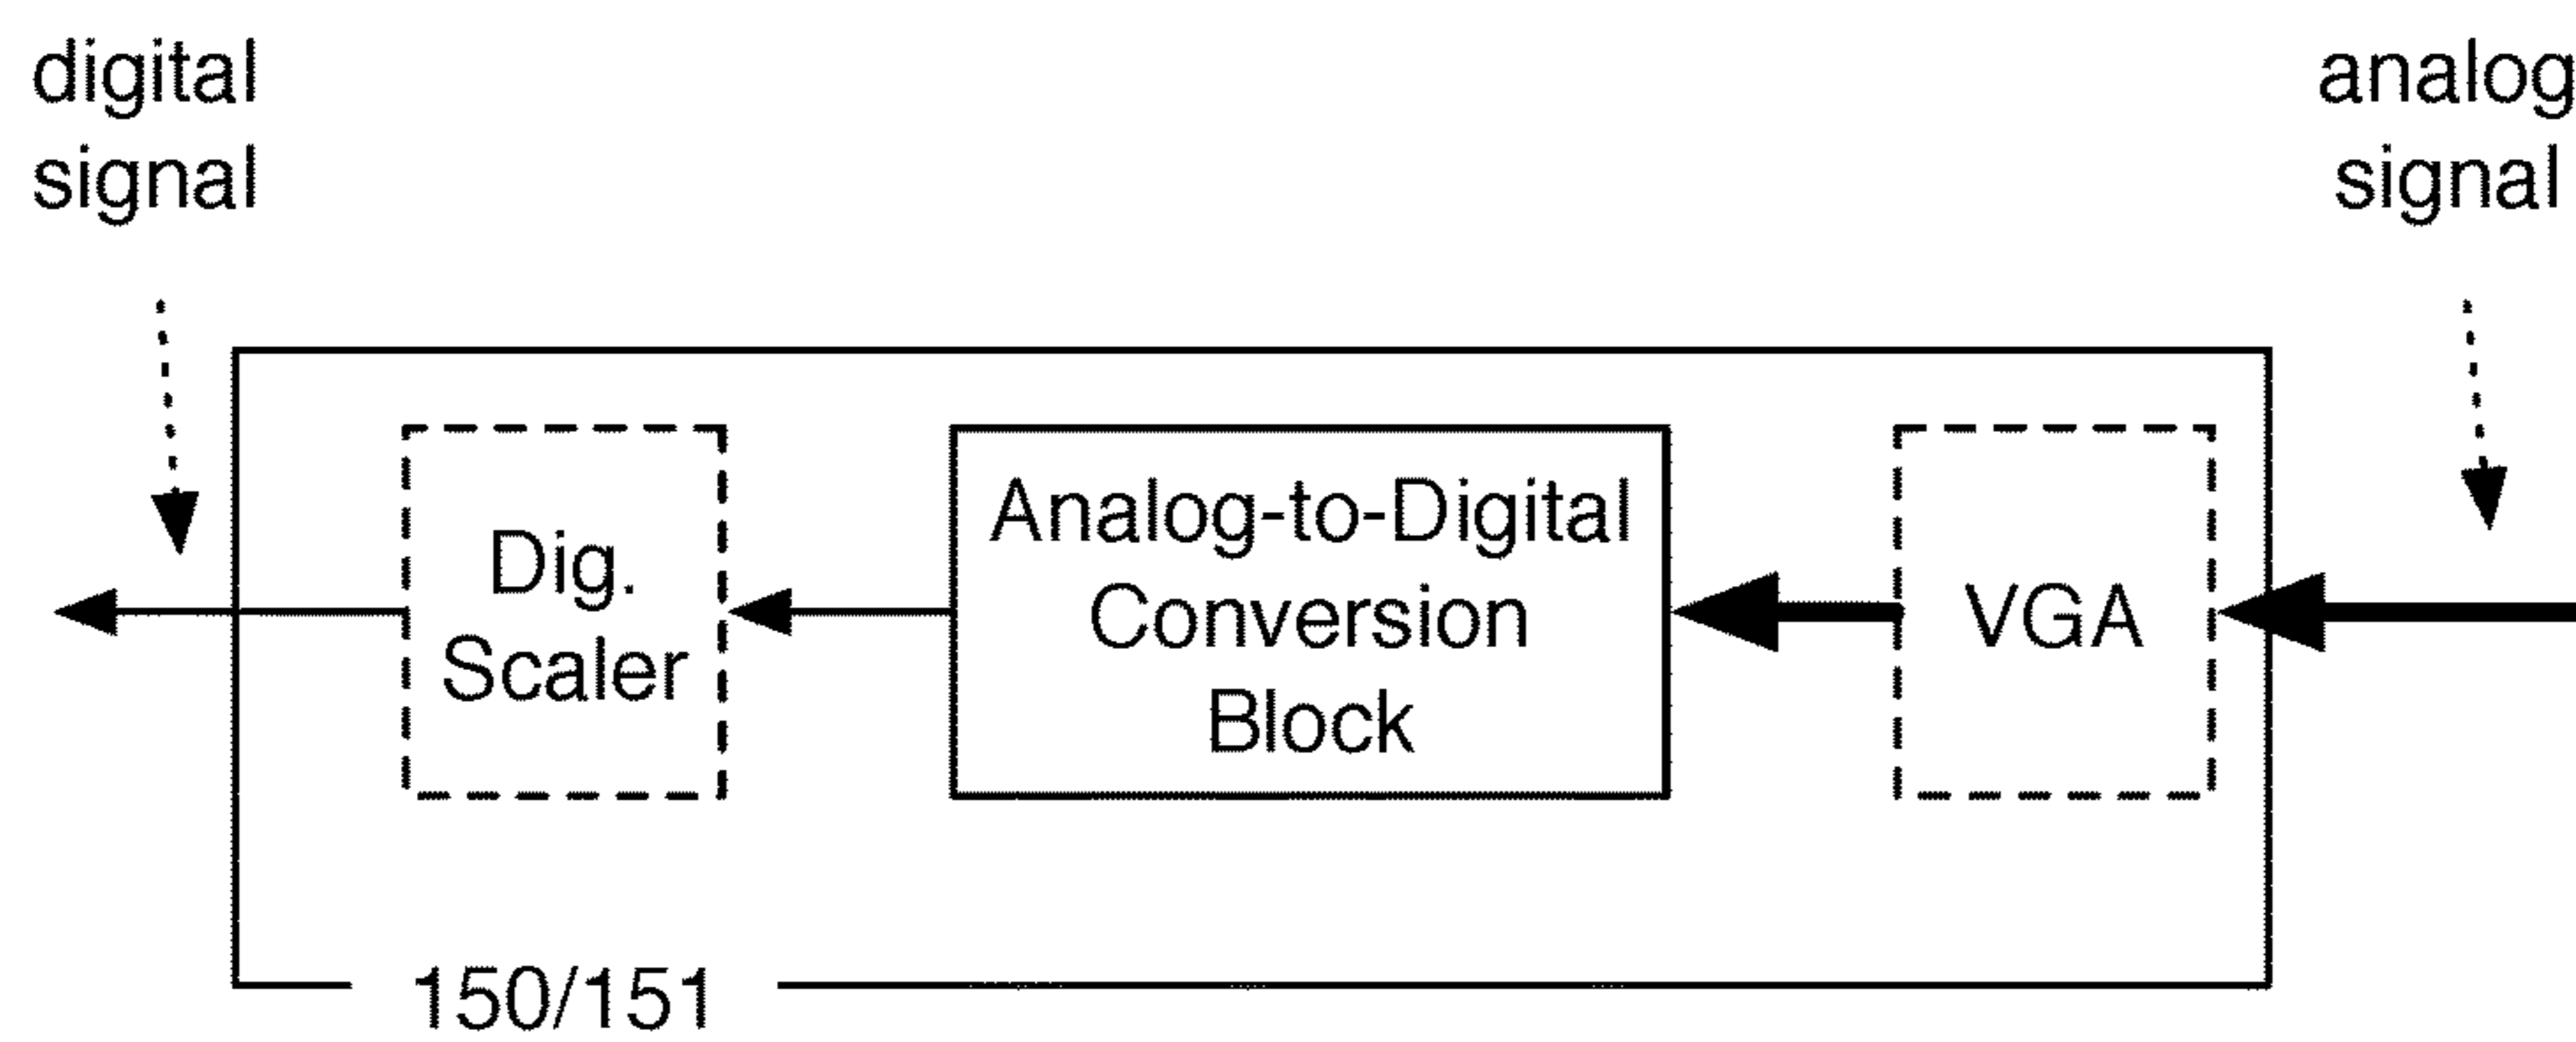 digital
signal
analog
signal
Dig.
Scaler
Analog-to-Digital
Conversion
Block
VGA
150/151